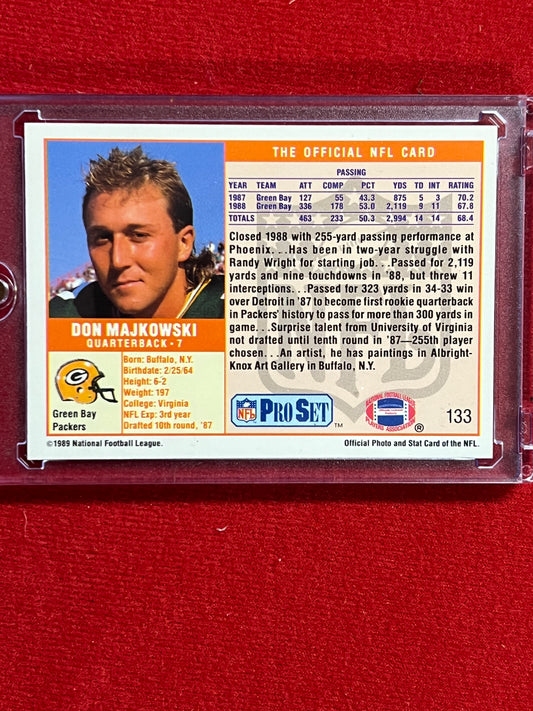 THE OFFICIAL NFL CARD
PASSING
YEAR TEAM ATT COMP PCT YDS TD INT RATING
1987 Green Bay 127 55 43.3 875 5 3 70.2
1988 Green Bay 336 178 53.0 2,119 9 11 67.8
TOTALS 463 233 50.3 2,994 14 14 68.4
Closed 1988 with 255-yard passing performance at
Phoenix...Has been in two-year struggle with
Randy Wright for starting job...Passed for 2,119
yards and nine touchdowns in '88, but threw 11
interceptions...Passed for 323 yards in 34-33 win
over Detroit in '87 to become first rookie quarterback
in Packers' history to pass for more than 300 yards in
game...Surprise talent from University of Virginia
not drafted until tenth round in '87—255th player
chosen...An artist, he has paintings in Albright-
Knox Art Gallery in Buffalo, N.Y.
DON MAJKOWSKI
QUARTERBACK • 7
G
Green Bay
Packers
Born: Buffalo, N.Y.
Birthdate: 2/25/64
Height: 6-2
Weight: 197
College: Virginia
NFL Exp: 3rd year
Drafted 10th round, '87
NFL PRO SET ™
NATIONAL FOOTBALL LEAGUE
PLAYERS ASSOCIATION ®
133
©1989 National Football League.
Official Photo and Stat Card of the NFL.